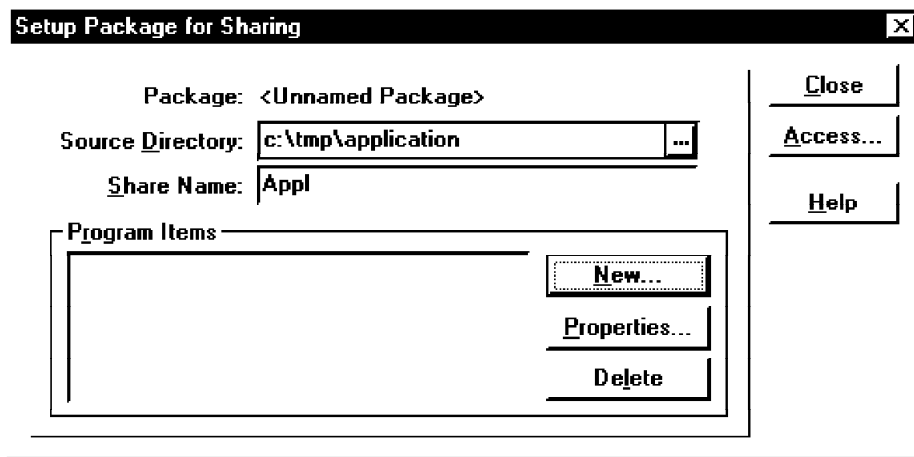 Setup Package for Sharing
Package: <Unnamed Package>
Source Directory: c:\tmp\application ...
Share Name: Appl
Program Items
New...
Properties...
Delete
Close
Access...
Help